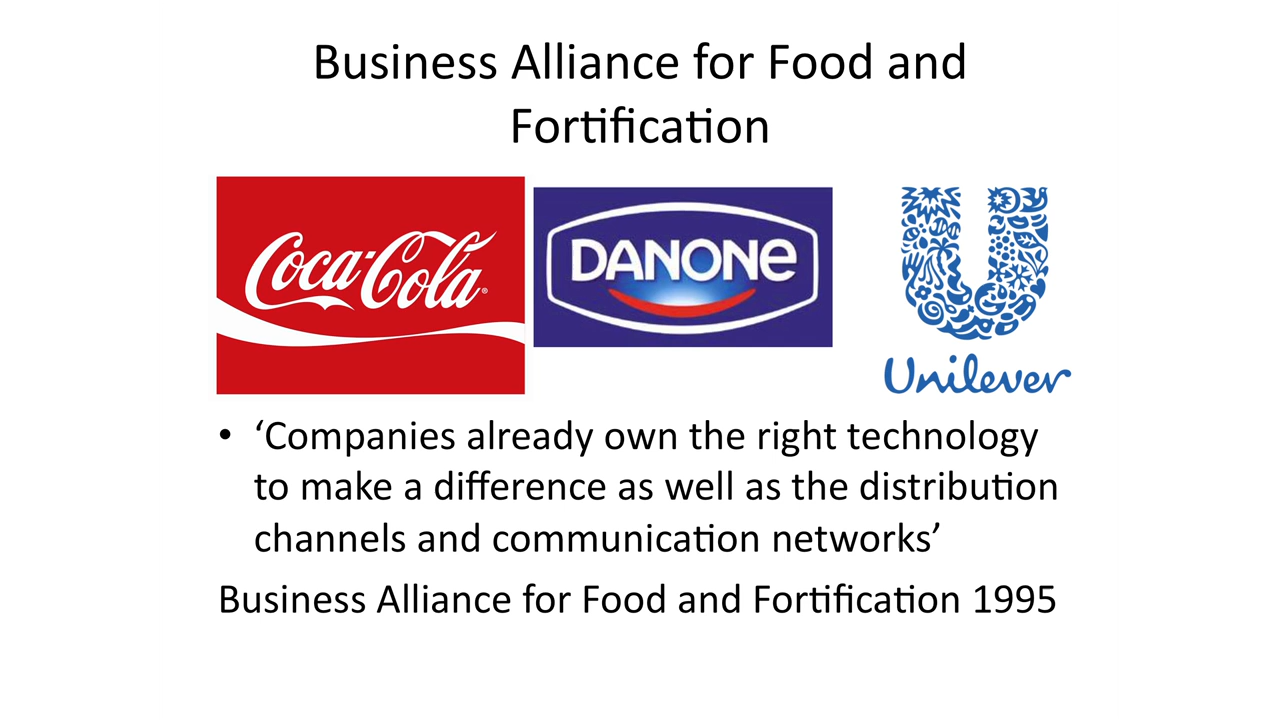 Business Alliance for Food and
Fortification
Coca-Cola
DANONE
Unilever
• ‘Companies already own the right technology
to make a difference as well as the distribution
channels and communication networks’
Business Alliance for Food and Fortification 1995